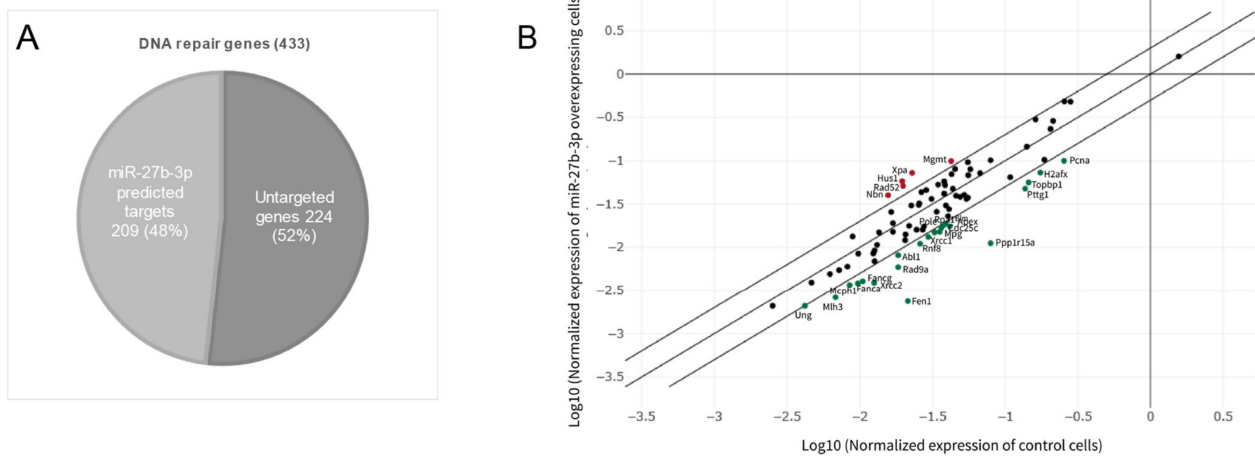 A
DNA repair genes (433)
miR-27b-3p
predicted
targets
209 (48%)
Untargeted
genes 224
(52%)
B
Log10 (Normalized expression of miR-27b-3p overexpressing cells
0.5
0
−0.5
−1
−1.5
−2
−2.5
−3
−3.5
Mgmt
Xpa
Hus1
Rad52
Nbn
Pcna
H2afx
Topbp1
Pttg1
Apex
Cdc25c
Mpg
Xrcc1
Rnf8
Ppp1r15a
Abl1
Rad9a
Fancg
Mcph1
Fanca
Xrcc2
Mlh3
Fen1
Ung
−3.5
−3
−2.5
−2
−1.5
−1
−0.5
0
0.5
Log10 (Normalized expression of control cells)